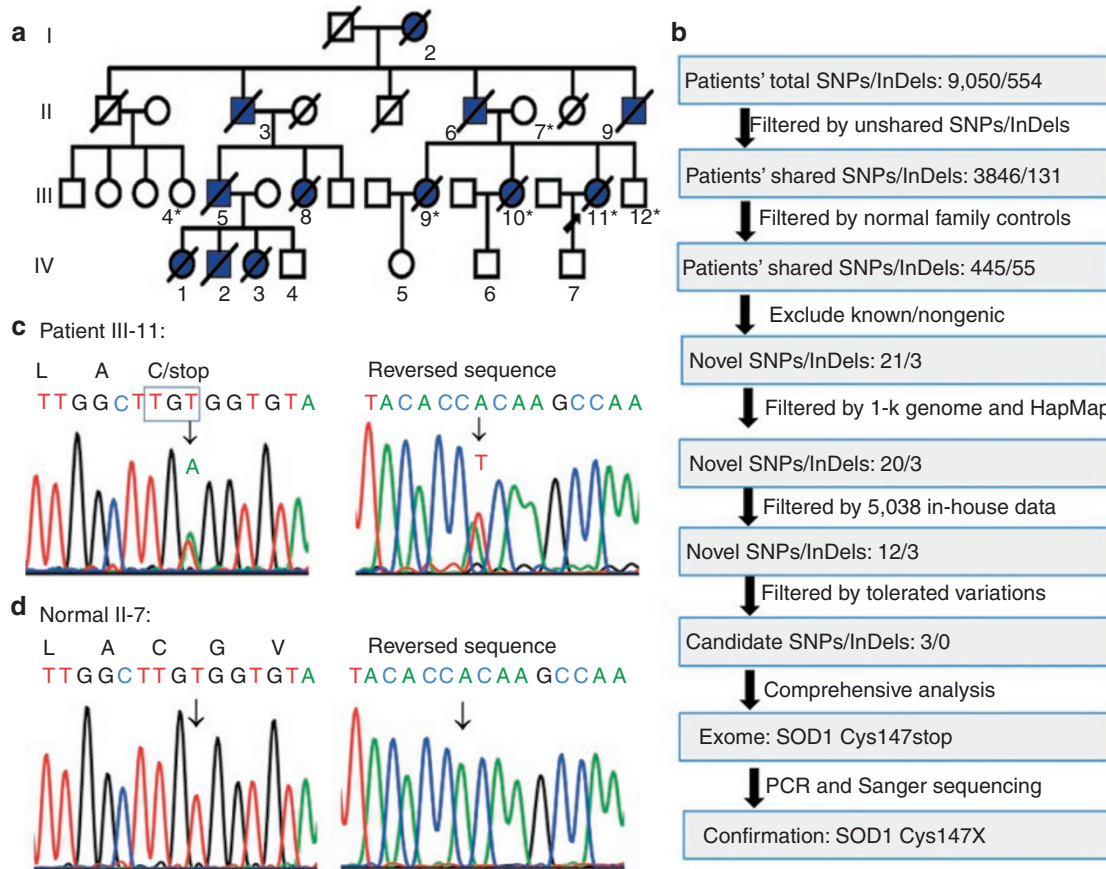 a
I
2
II
3
6
7*
9
III
4*
5
8
9*
10*
11*
12*
IV
1
2
3
4
5
6
7
b
Patients' total SNPs/InDels: 9,050/554
Filtered by unshared SNPs/InDels
Patients' shared SNPs/InDels: 3846/131
Filtered by normal family controls
Patients' shared SNPs/InDels: 445/55
Exclude known/nongenic
Novel SNPs/InDels: 21/3
Filtered by 1-k genome and HapMap
Novel SNPs/InDels: 20/3
Filtered by 5,038 in-house data
Novel SNPs/InDels: 12/3
Filtered by tolerated variations
Candidate SNPs/InDels: 3/0
Comprehensive analysis
Exome: SOD1 Cys147stop
PCR and Sanger sequencing
Confirmation: SOD1 Cys147X
c Patient III-11:
L A C/stop
TTGGCTTGTGGTGTA
A
Reversed sequence
TACACCACAAGCCAA
T
d Normal II-7:
L A C G V
TTGGCTTGTGGTGTA
Reversed sequence
TACACCACAAGCCAA